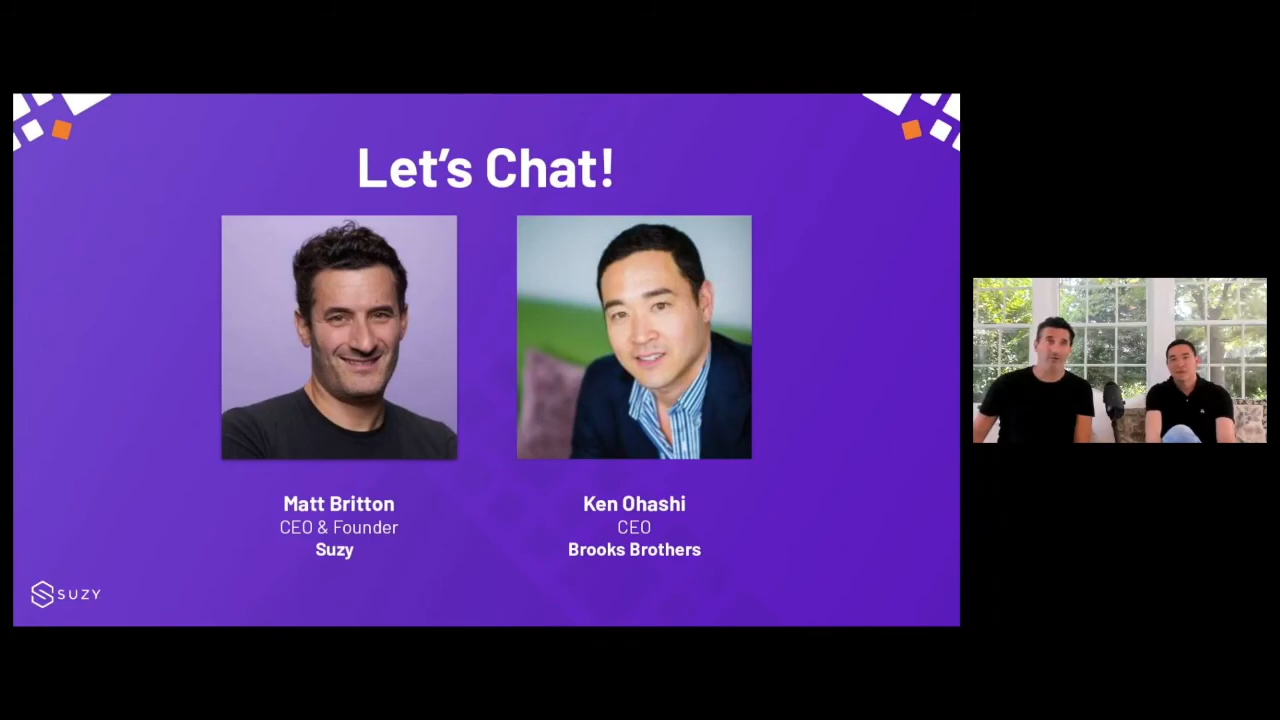 Let's Chat!
Matt Britton
CEO & Founder
Suzy
Ken Ohashi
CEO
Brooks Brothers
SUZY